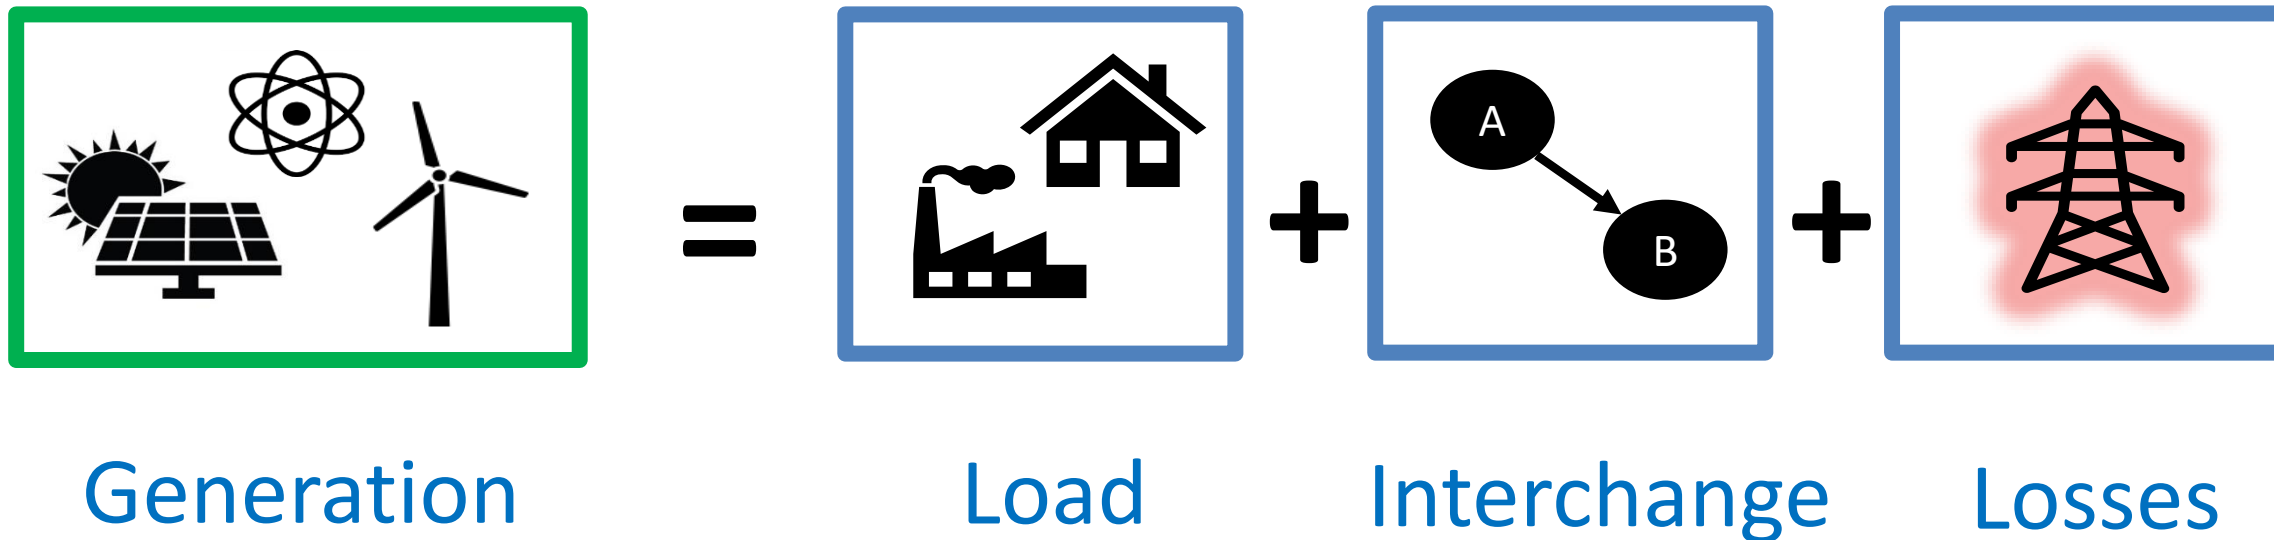 A
B
=
+
+
Generation
Load
Interchange
Losses